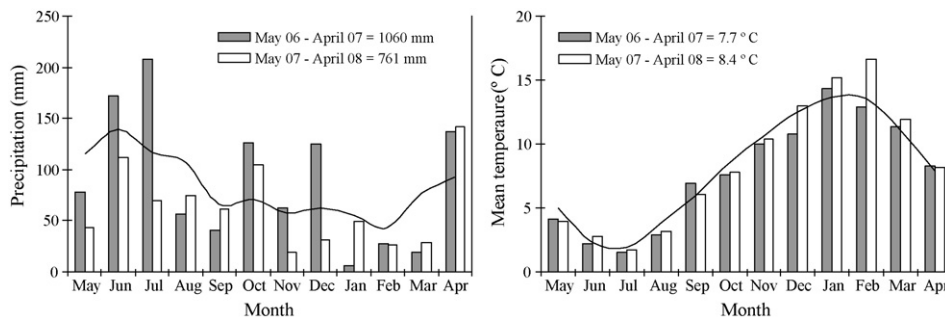 250
200
150
100
50
0
Precipitation (mm)
May 06 - April 07 = 1060 mm
May 07 - April 08 = 761 mm
May Jun Jul Aug Sep Oct Nov Dec Jan Feb Mar Apr
Month
20
15
10
5
0
Mean temperaure(º C)
May 06 - April 07 = 7.7 º C
May 07 - April 08 = 8.4 º C
May Jun Jul Aug Sep Oct Nov Dec Jan Feb Mar Apr
Month